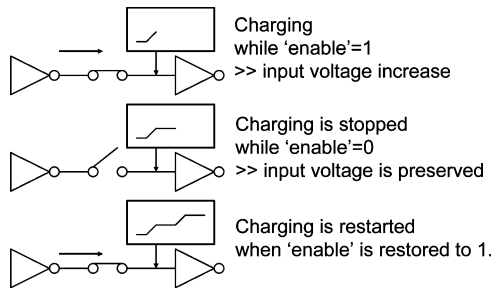 Charging
while ‘enable’=1
>> input voltage increase
Charging is stopped
while ‘enable’=0
>> input voltage is preserved
Charging is restarted
when ‘enable’ is restored to 1.